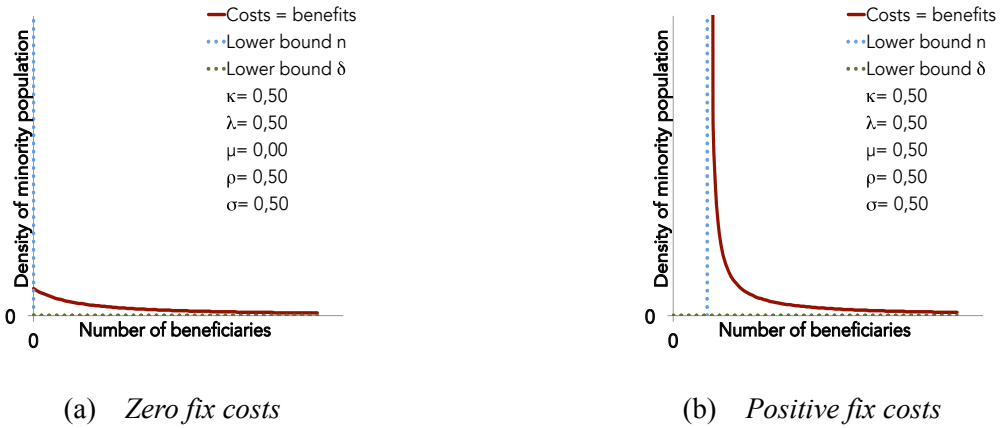 Costs = benefits
Lower bound n
Lower bound δ
κ= 0,50
λ= 0,50
μ= 0,00
ρ= 0,50
σ= 0,50
Density of minority population
0
Number of beneficiaries
0
(a) Zero fix costs
Costs = benefits
Lower bound n
Lower bound δ
κ= 0,50
λ= 0,50
μ= 0,50
ρ= 0,50
σ= 0,50
Density of minority population
0
Number of beneficiaries
0
(b) Positive fix costs